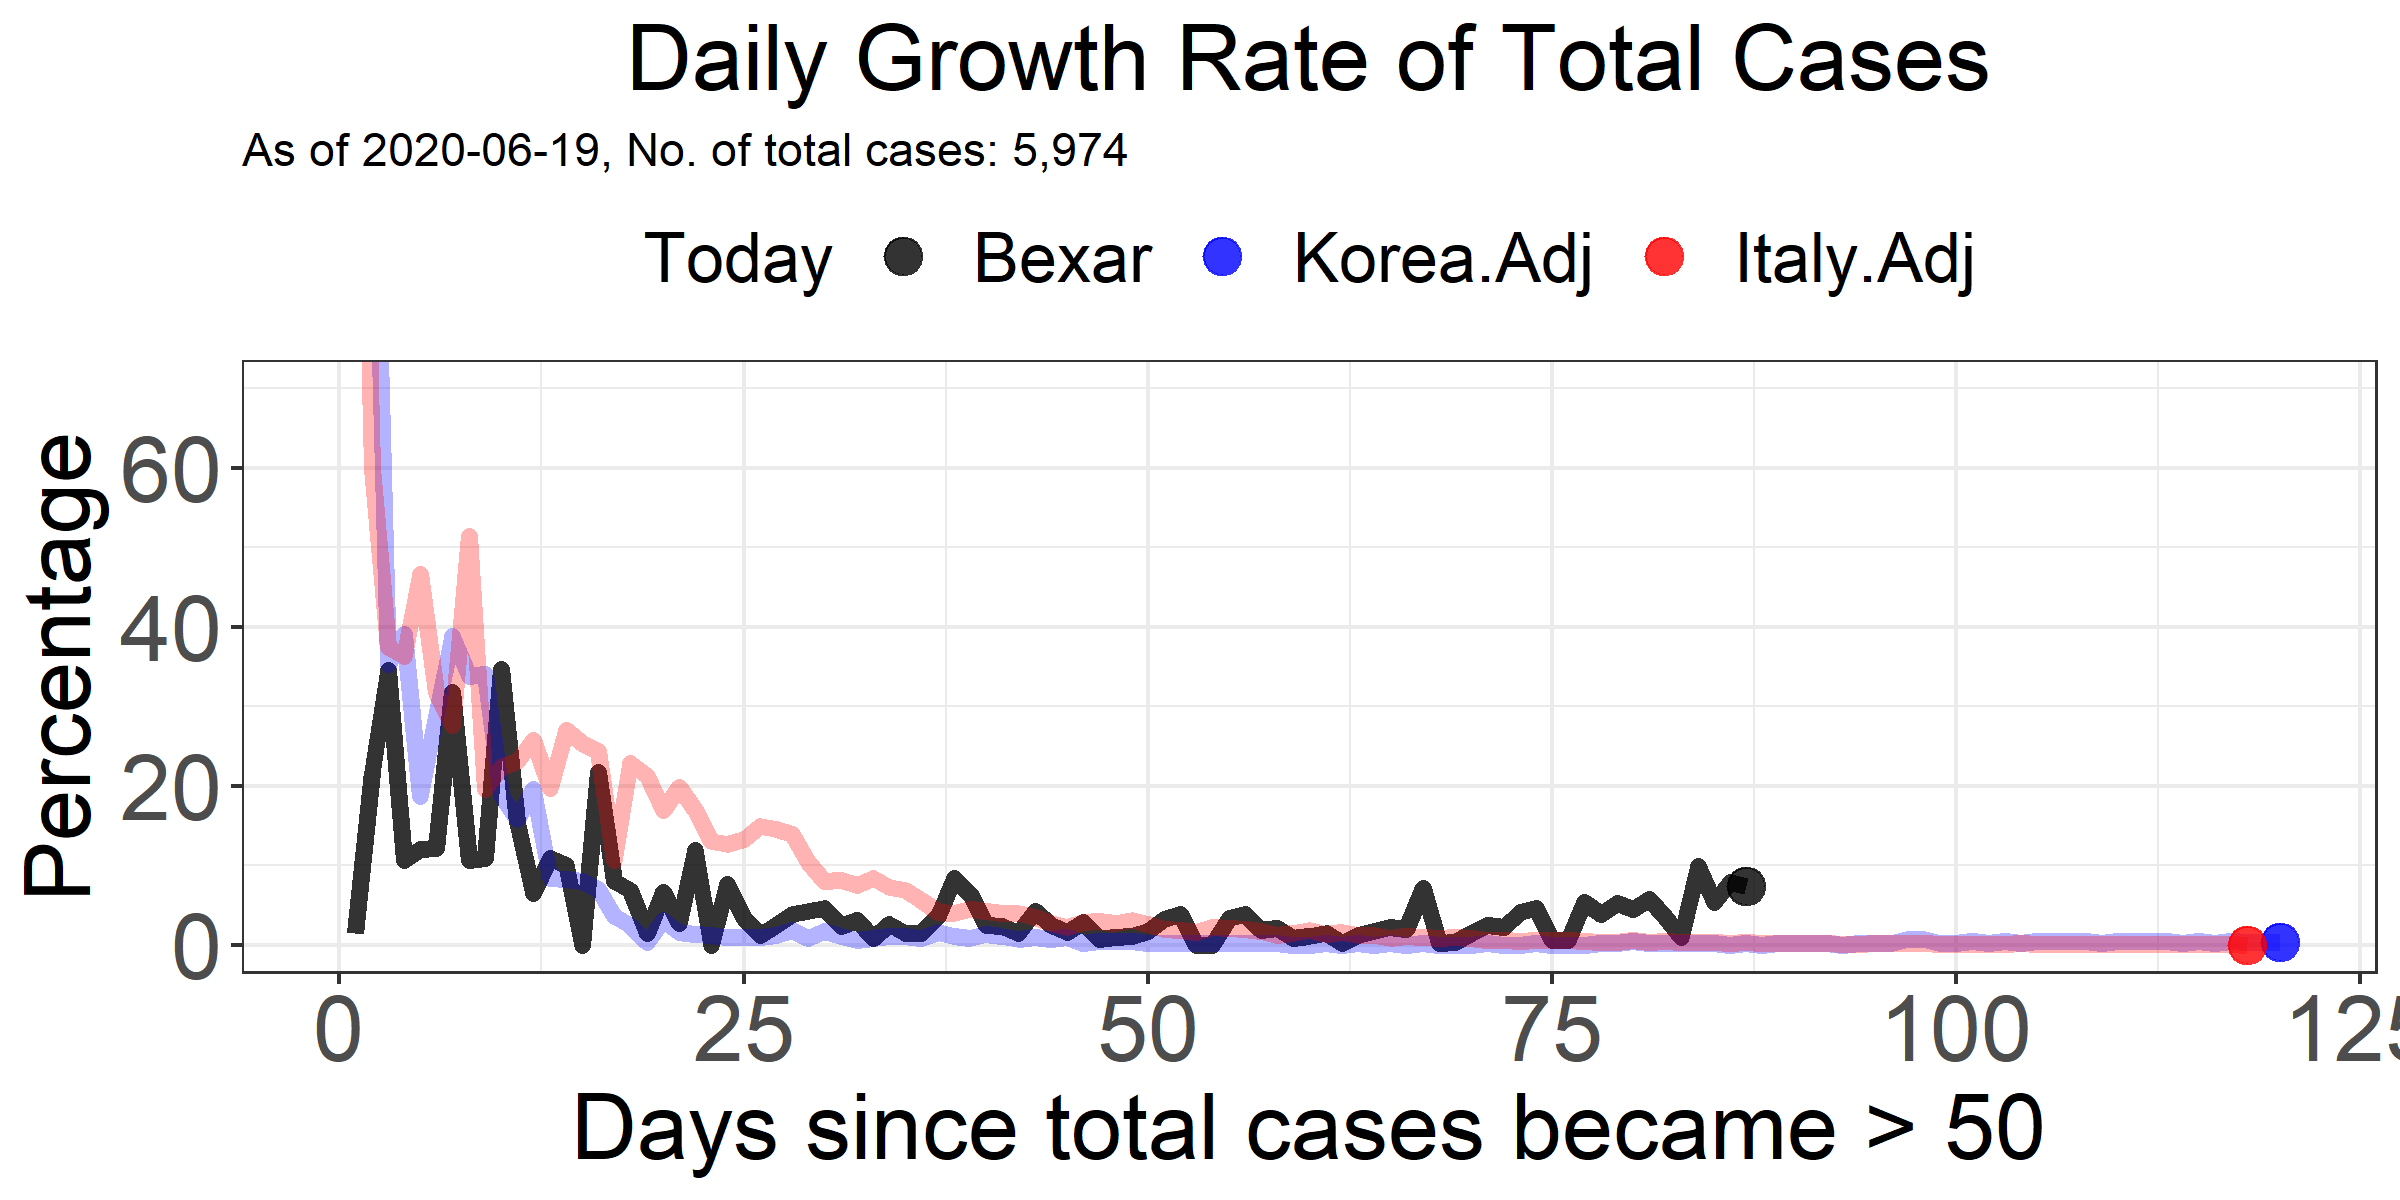 Daily Growth Rate of Total Cases
As of 2020-06-19, No. of total cases: 5,974
Today Bexar Korea.Adj Italy.Adj
Percentage
60
40
20
0
0 25 50 75 100 125
Days since total cases became > 50